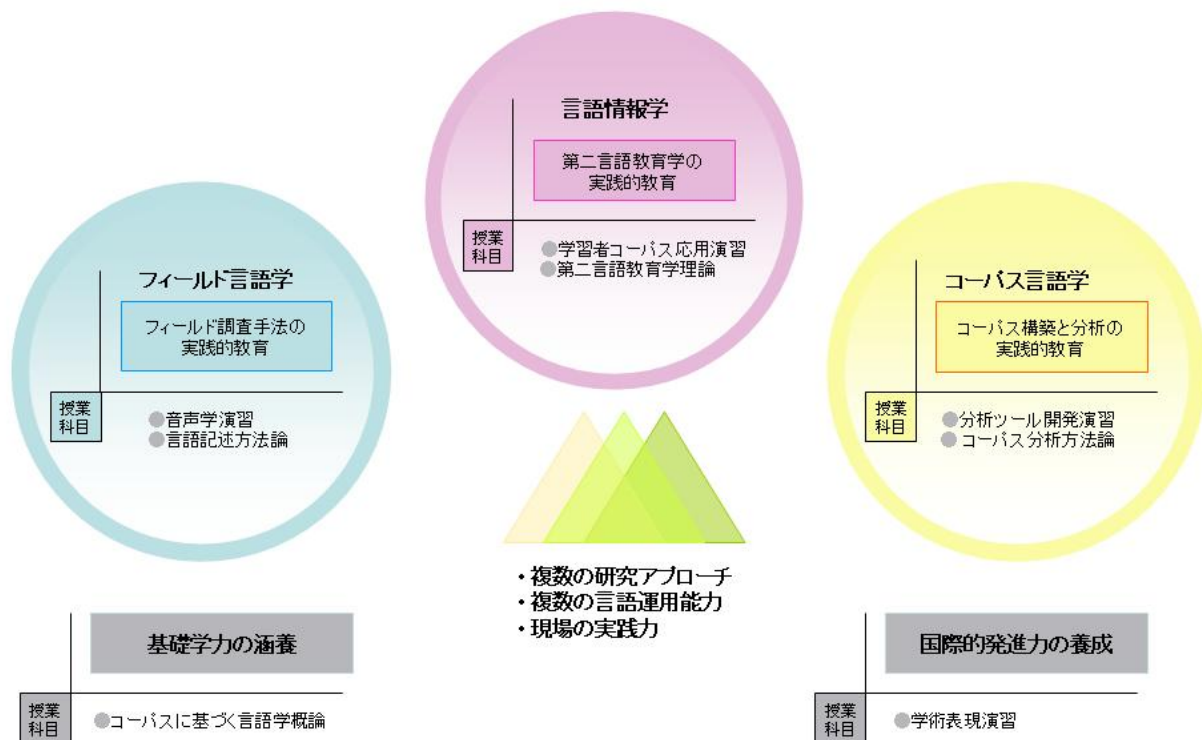 言語情報学
第二言語教育学の
実践的教育
授業
科目
●学習者コーパス応用演習
●第二言語教育学理論
フィールド言語学
フィールド調査手法の
実践的教育
授業
科目
●音声学演習
●言語記述方法論
コーパス言語学
コーパス構築と分析の
実践的教育
授業
科目
●分析ツール開発演習
●コーパス分析方法論
・複数の研究アプローチ
・複数の言語運用能力
・現場の実践力
基礎学力の涵養
授業
科目
●コーパスに基づく言語学概論
国際的発進力の養成
授業
科目
●学術表現演習